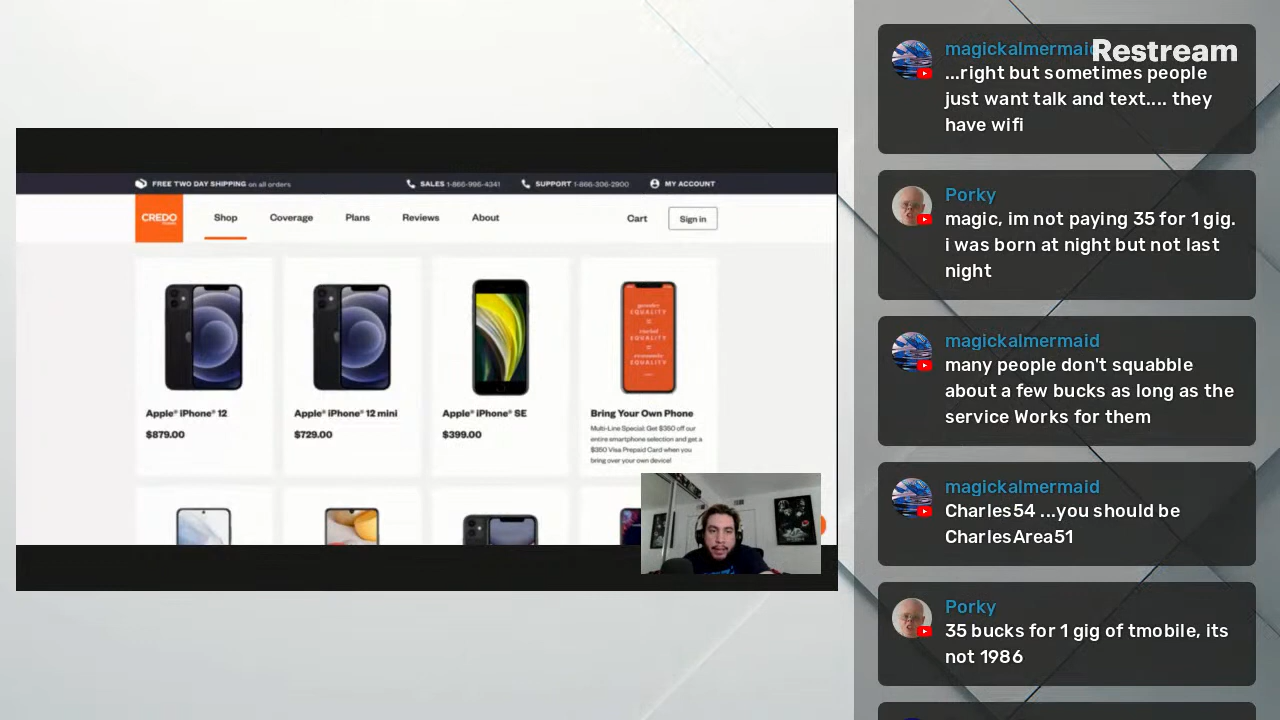 FREE TWO DAY SHIPPING on all orders
SALES 1-866-996-4341
SUPPORT 1-866-306-2900
MY ACCOUNT
CREDO
Shop
Coverage
Plans
Reviews
About
Cart
Sign in
EQUALITY
EQUALITY
EQUALITY
Apple® iPhone® 12
$879.00
Apple® iPhone® 12 mini
$729.00
Apple® iPhone® SE
$399.00
Bring Your Own Phone
Multi-Line Special: Get $350 off our
entire smartphone selection and get a
$350 Visa Prepaid Card when you
bring over your own device!
Restream
magickalmermaid
...right but sometimes people
just want talk and text.... they
have wifi
Porky
magic, im not paying 35 for 1 gig.
i was born at night but not last
night
magickalmermaid
many people don't squabble
about a few bucks as long as the
service Works for them
magickalmermaid
Charles54 ...you should be
CharlesArea51
Porky
35 bucks for 1 gig of tmobile, its
not 1986